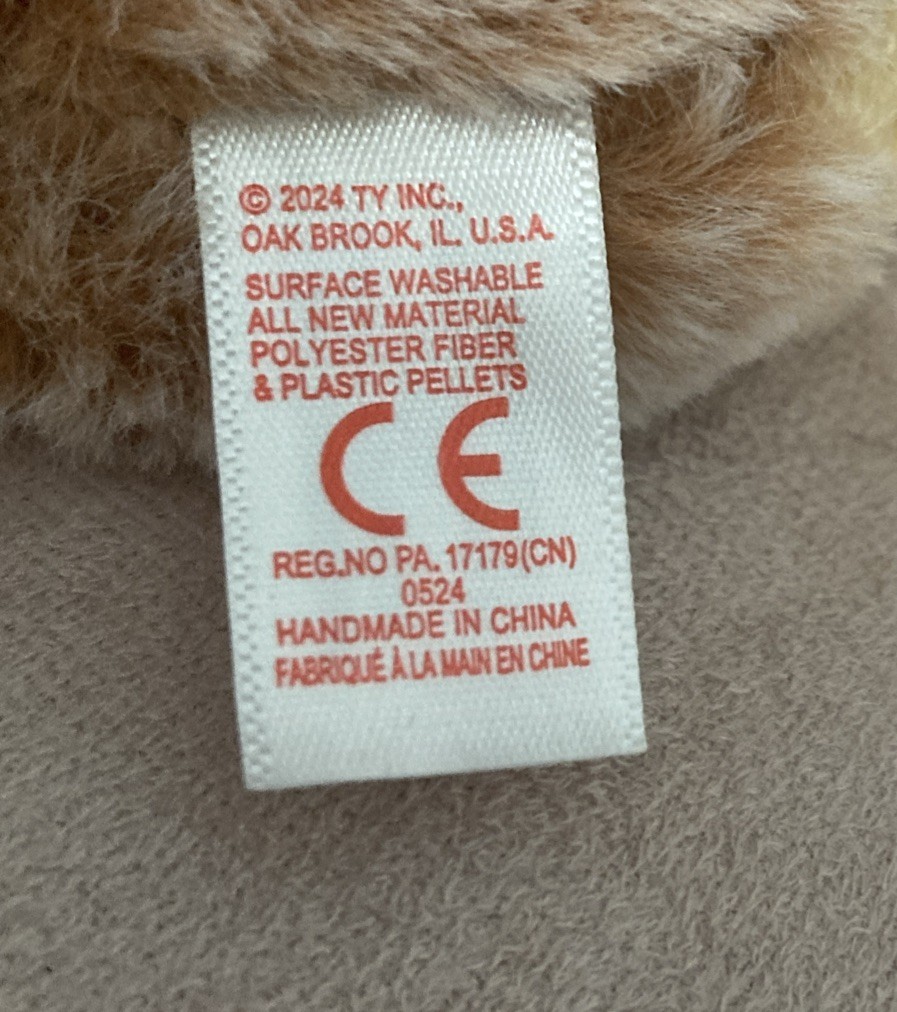 © 2024 TY INC.,
OAK BROOK, IL. U.S.A.
SURFACE WASHABLE
ALL NEW MATERIAL
POLYESTER FIBER
& PLASTIC PELLETS
CE
REG.NO PA. 17179(CN)
0524
HANDMADE IN CHINA
FABRIQUÉ À LA MAIN EN CHINE